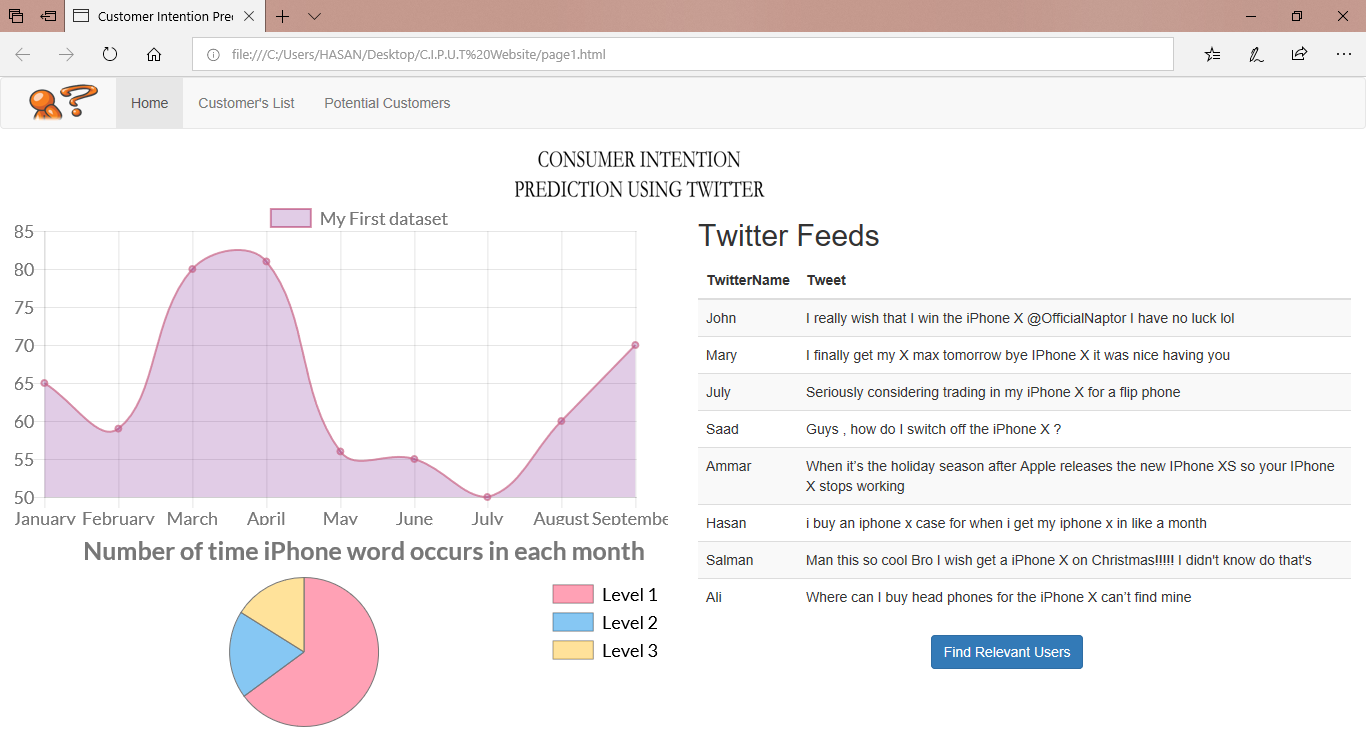 Customer Intention Pre
file:///C:/Users/HASAN/Desktop/C.I.P.U.T%20Website/page1.html
Home
Customer's List
Potential Customers
CONSUMER INTENTION
PREDICTION USING TWITTER
My First dataset
85
80
75
70
65
60
55
50
January February March April May June July August Septembe
Number of time iPhone word occurs in each month
Level 1
Level 2
Level 3
Twitter Feeds
TwitterName Tweet
John I really wish that I win the iPhone X @OfficialNaptor I have no luck lol
Mary I finally get my X max tomorrow bye IPhone X it was nice having you
July Seriously considering trading in my iPhone X for a flip phone
Saad Guys , how do I switch off the iPhone X ?
Ammar When it’s the holiday season after Apple releases the new IPhone XS so your IPhone
X stops working
Hasan i buy an iphone x case for when i get my iphone x in like a month
Salman Man this so cool Bro I wish get a iPhone X on Christmas!!!!! I didn't know do that's
Ali Where can I buy head phones for the iPhone X can’t find mine
Find Relevant Users